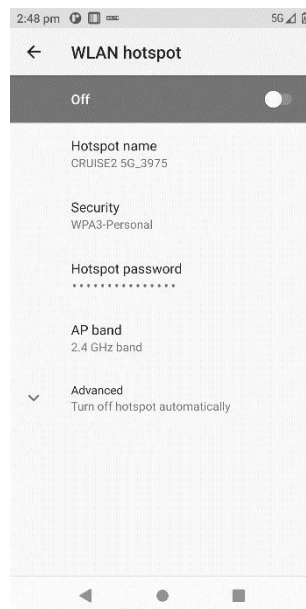 2:48 pm 5G
WLAN hotspot
Off
Hotspot name
CRUISE2 5G_3975
Security
WPA3-Personal
Hotspot password
•••••••••••••••
AP band
2.4 GHz band
Advanced
Turn off hotspot automatically